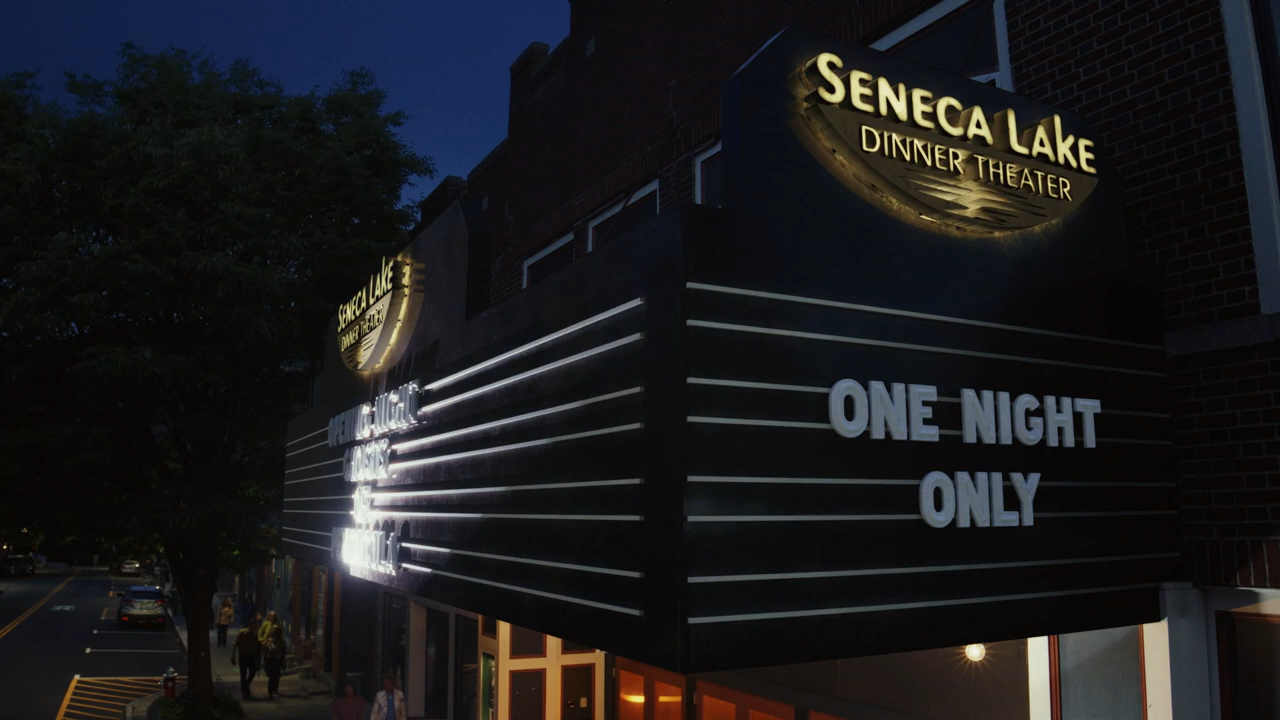 SENECA LAKE
DINNER THEATER
ONE NIGHT
ONLY
SENECA LAKE
DINNER THEATER
OPENING NIGHT